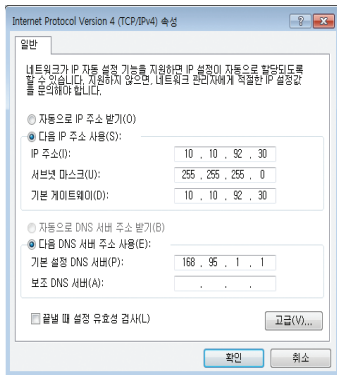 Internet Protocol Version 4 (TCP/IPv4) 속성
일반
네트워크가 IP 자동 설정 기능을 지원하면 IP 설정이 자동으로 할당되도록
할 수 있습니다. 지원하지 않으면, 네트워크 관리자에게 적절한 IP 설정값
을 문의해야 합니다.
자동으로 IP 주소 받기(O)
다음 IP 주소 사용(S):
IP 주소(I): 10 . 10 . 92 . 30
서브넷 마스크(U): 255 . 255 . 255 . 0
기본 게이트웨이(D): 10 . 10 . 92 . 30
자동으로 DNS 서버 주소 받기(B)
다음 DNS 서버 주소 사용(E):
기본 설정 DNS 서버(P): 168 . 95 . 1 . 1
보조 DNS 서버(A): . . .
끝낼 때 설정 유효성 검사(L)
고급(V)...
확인 취소